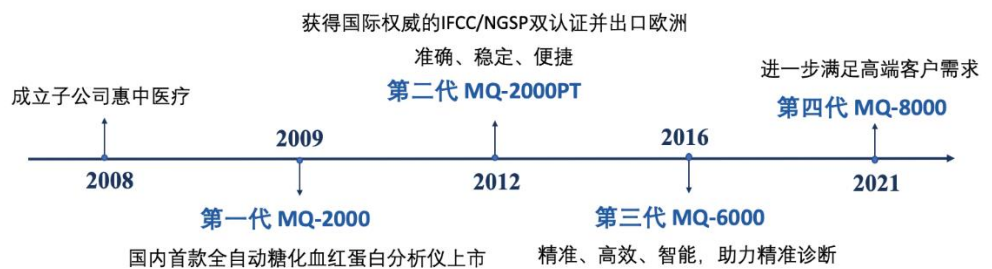 获得国际权威的IFCC/NGSP双认证并出口欧洲
准确、稳定、便捷
第二代 MQ-2000PT
进一步满足高端客户需求
第四代 MQ-8000
成立子公司惠中医疗
2009
2016
2008
2012
2021
第一代 MQ-2000
国内首款全自动糖化血红蛋白分析仪上市
第三代 MQ-6000
精准、高效、智能，助力精准诊断